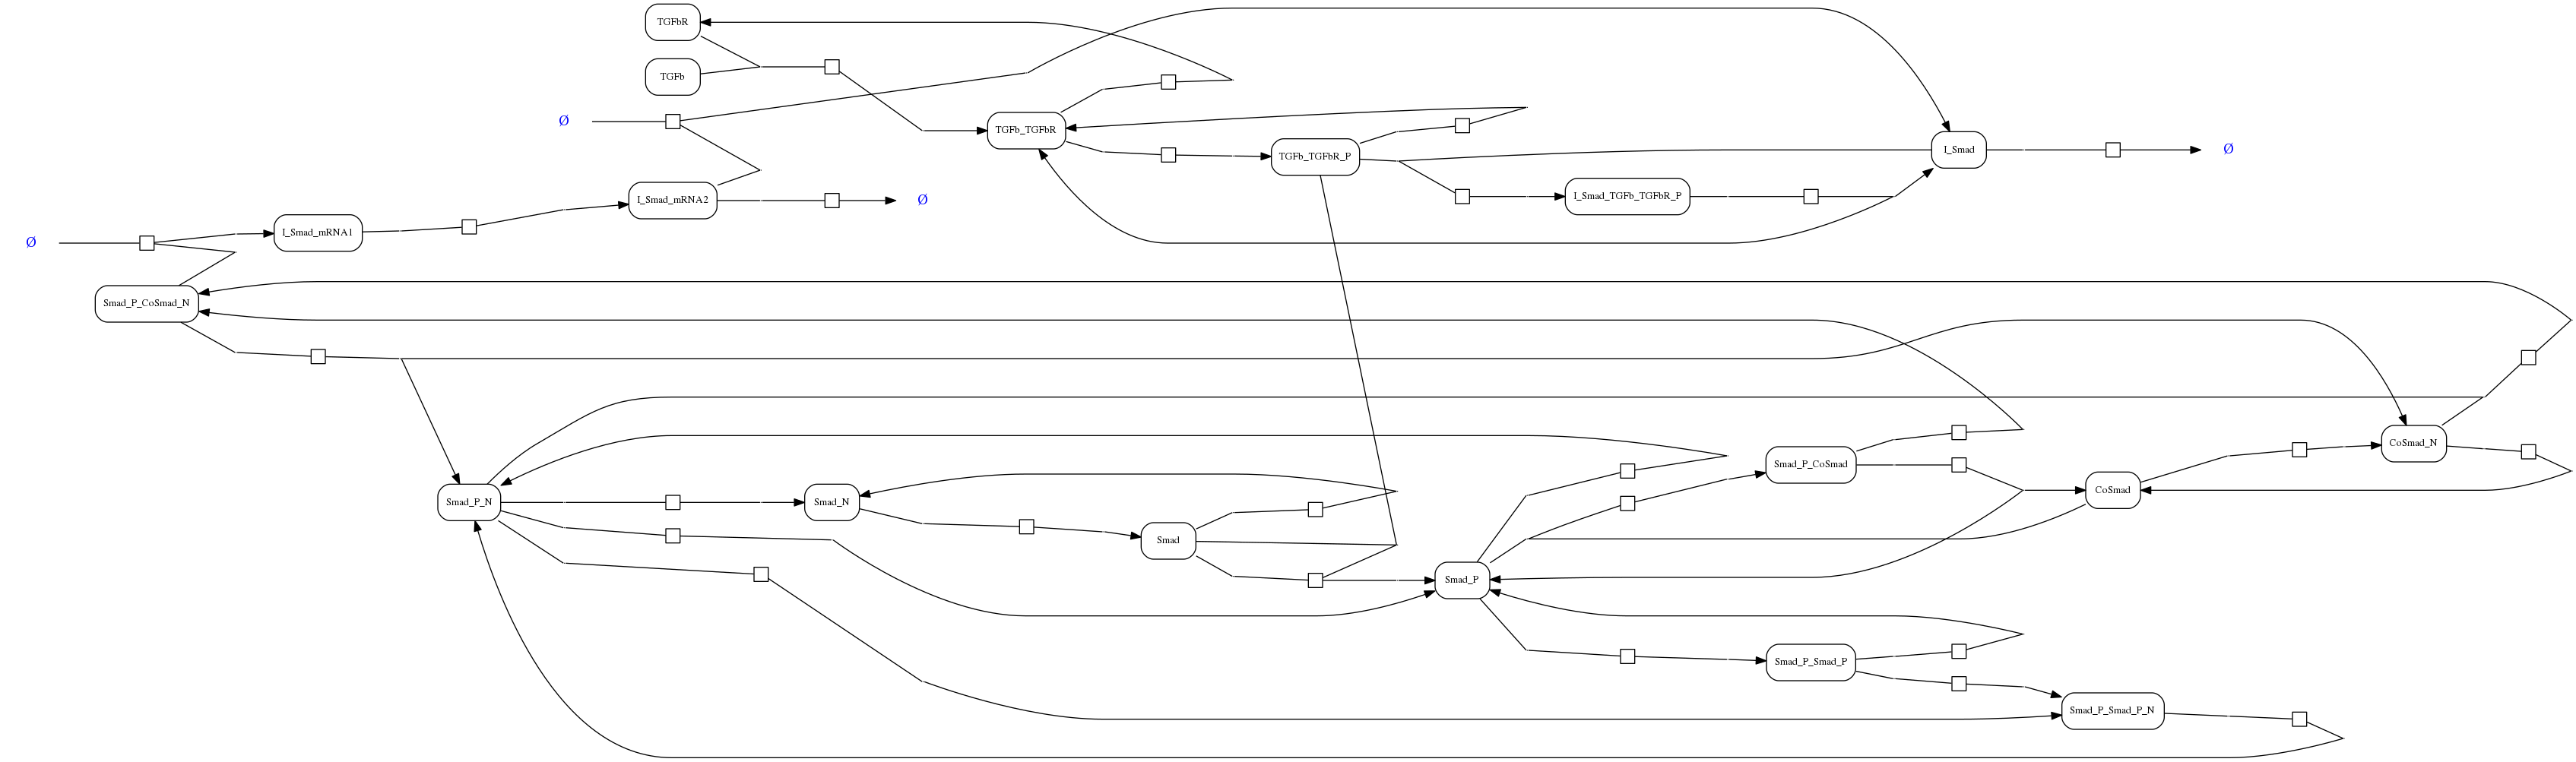 TGFbR
TGFb
Ø
TGFb_TGFbR
TGFb_TGFbR_P
I_Smad
Ø
I_Smad_mRNA2
Ø
I_Smad_TGFb_TGFbR_P
Ø
I_Smad_mRNA1
Smad_P_CoSmad_N
CoSmad_N
Smad_P_CoSmad
CoSmad
Smad_P_N
Smad_N
Smad
Smad_P
Smad_P_Smad_P
Smad_P_Smad_P_N